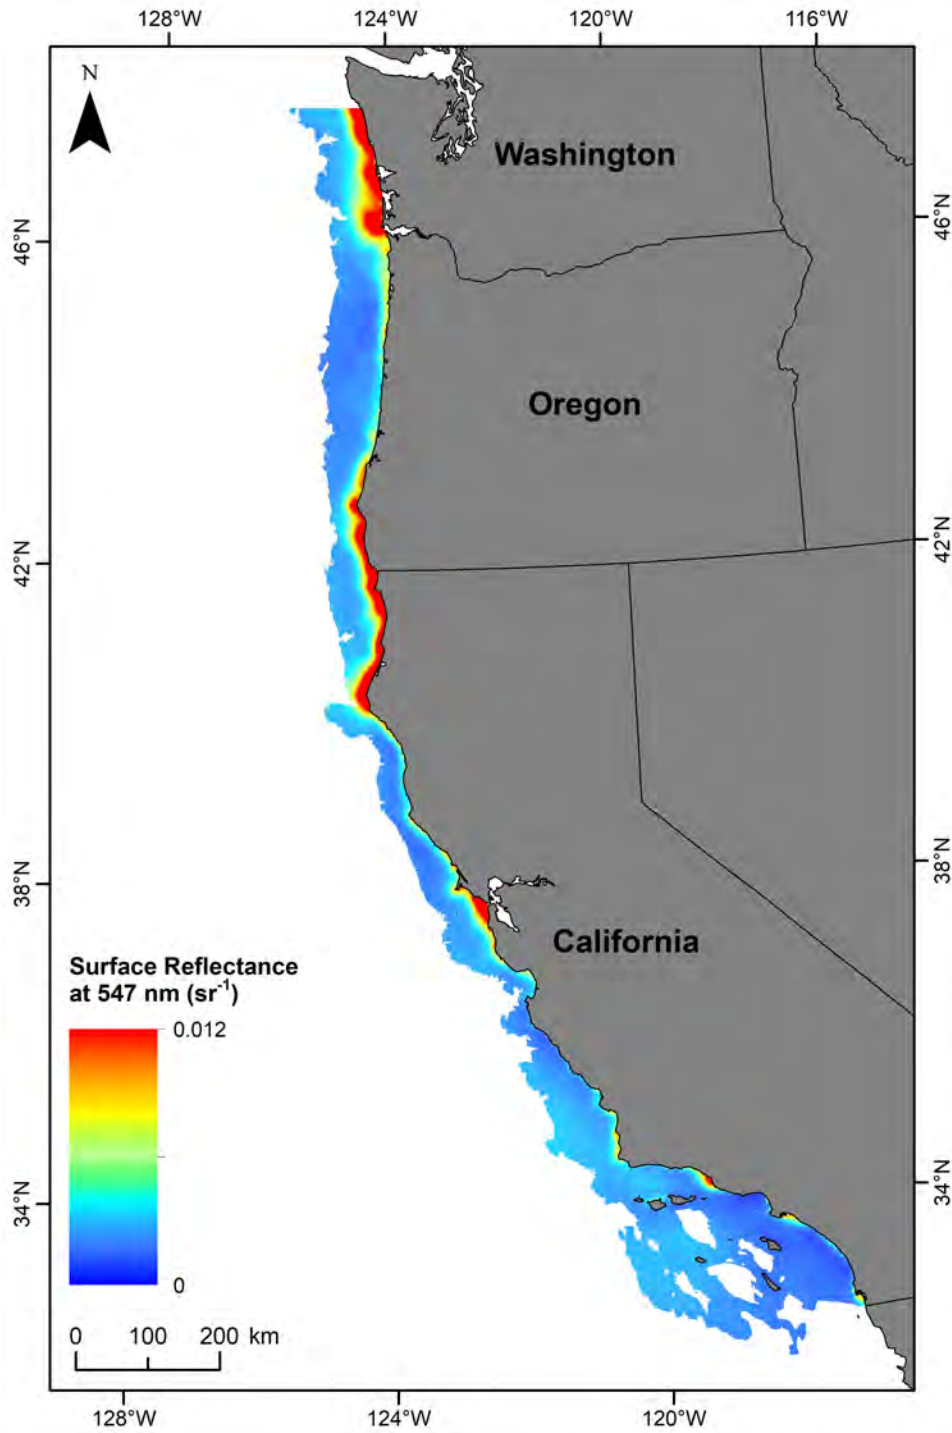 128°W
124°W
120°W
116°W
N
Washington
46°N
46°N
Oregon
42°N
42°N
38°N
38°N
California
Surface Reflectance
at 547 nm (sr⁻¹)
0.012
0
34°N
34°N
0 100 200 km
128°W
124°W
120°W